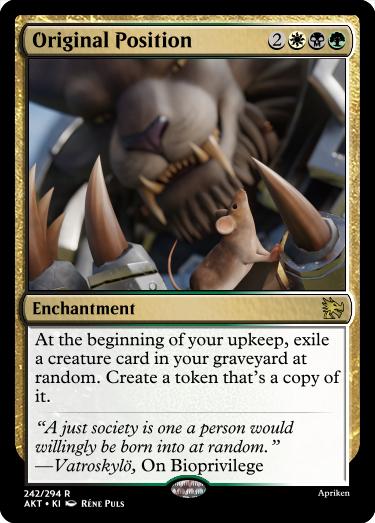 Original Position 2
Enchantment
At the beginning of your upkeep, exile
a creature card in your graveyard at
random. Create a token that's a copy of
it.
“A just society is one a person would
willingly be born into at random.”
—Vatroskylö, On Bioprivilege
242/294 R
AKT • KI Réne Puls
Apriken